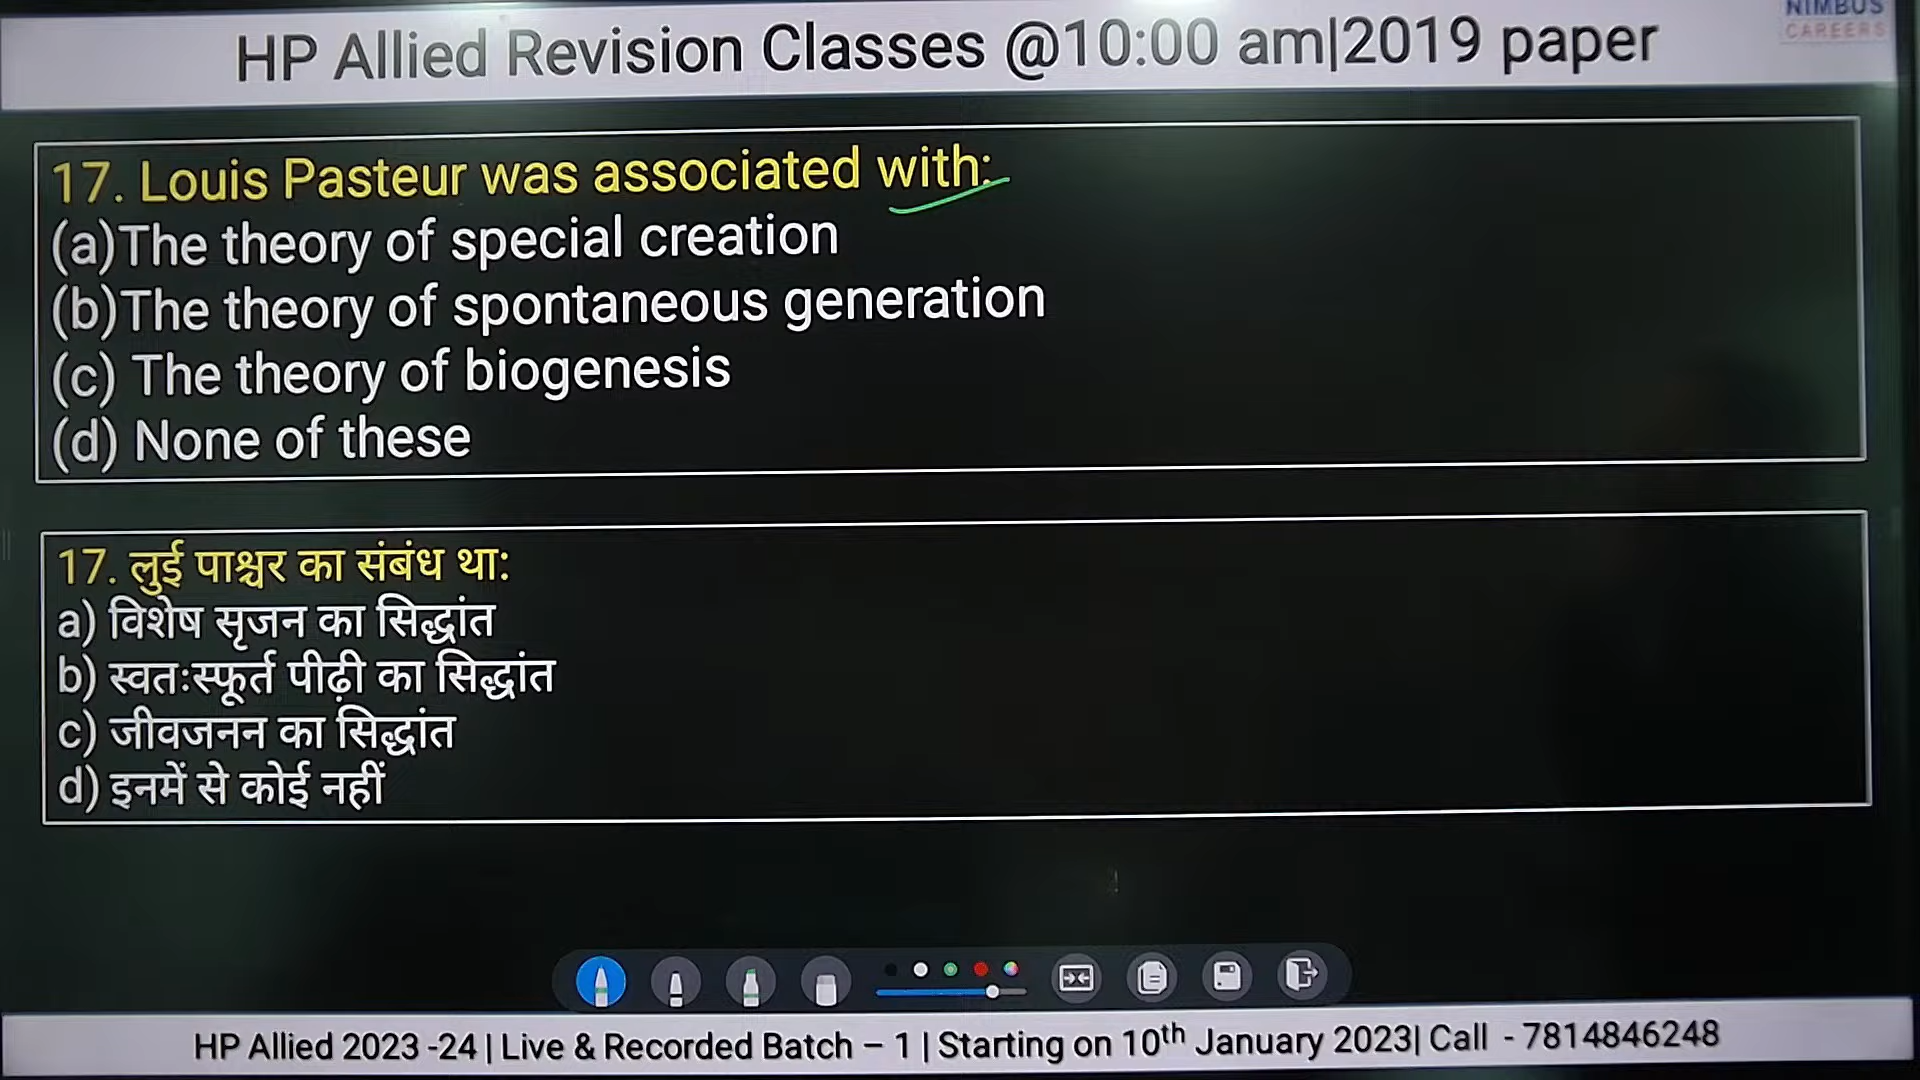 HP Allied Revision Classes @10:00 am|2019 paper
NIMBUS
CAREERS
17. Louis Pasteur was associated with:
(a)The theory of special creation
(b)The theory of spontaneous generation
(c) The theory of biogenesis
(d) None of these
17. लुई पाश्चर का संबंध था:
a) विशेष सृजन का सिद्धांत
b) स्वतःस्फूर्त पीढ़ी का सिद्धांत
c) जीवजनन का सिद्धांत
d) इनमें से कोई नहीं
HP Allied 2023 -24 | Live & Recorded Batch – 1 | Starting on 10th January 2023| Call - 7814846248